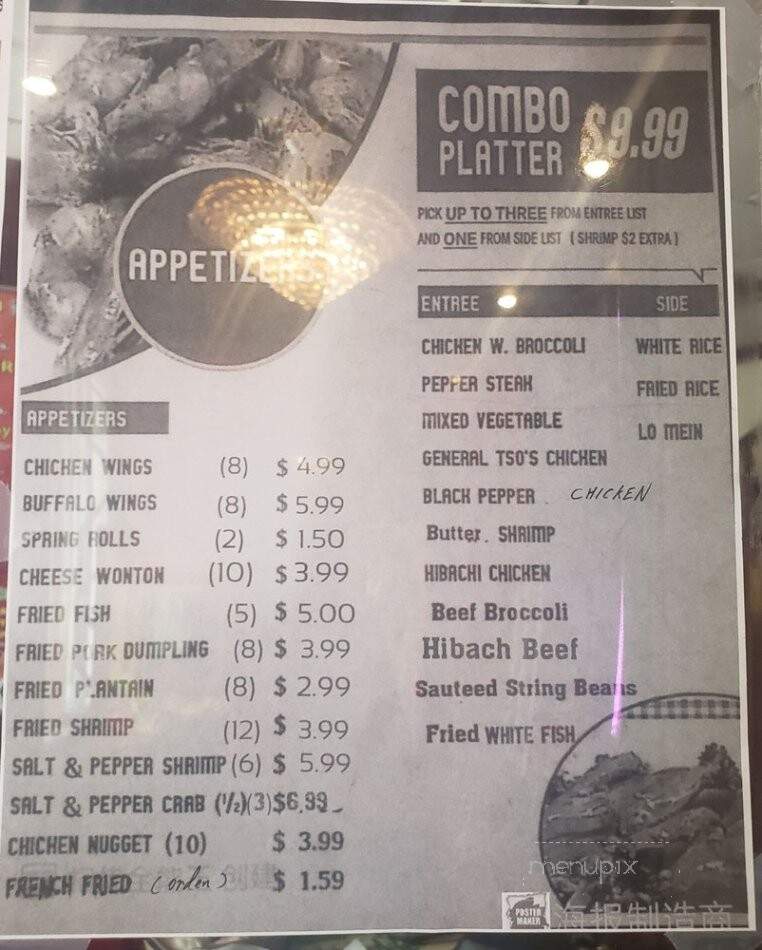 APPETIZERS
APPETIZERS
CHICKEN WINGS (8) $ 4.99
BUFFALO WINGS (8) $ 5.99
SPRING ROLLS (2) $ 1.50
CHEESE WONTON (10) $ 3.99
FRIED FISH (5) $ 5.00
FRIED PORK DUMPLING (8) $ 3.99
FRIED PLANTAIN (8) $ 2.99
FRIED SHRIMP (12) $ 3.99
SALT & PEPPER SHRIMP (6) $ 5.99
SALT & PEPPER CRAB (1/2)(3) $6.99
CHICKEN NUGGET (10) $ 3.99
FRENCH FRIED (orden) $ 1.59
COMBO PLATTER $9.99
PICK UP TO THREE FROM ENTREE LIST
AND ONE FROM SIDE LIST ( SHRIMP $2 EXTRA )
ENTREE SIDE
CHICKEN W. BROCCOLI WHITE RICE
PEPPER STEAK FRIED RICE
MIXED VEGETABLE LO MEIN
GENERAL TSO'S CHICKEN
BLACK PEPPER . CHICKEN
Butter . SHRIMP
HIBACHI CHICKEN
Beef Broccoli
Hibach Beef
Sauteed String Beans
Fried WHITE FISH
menupix
POSTER MAKER 海报制造商